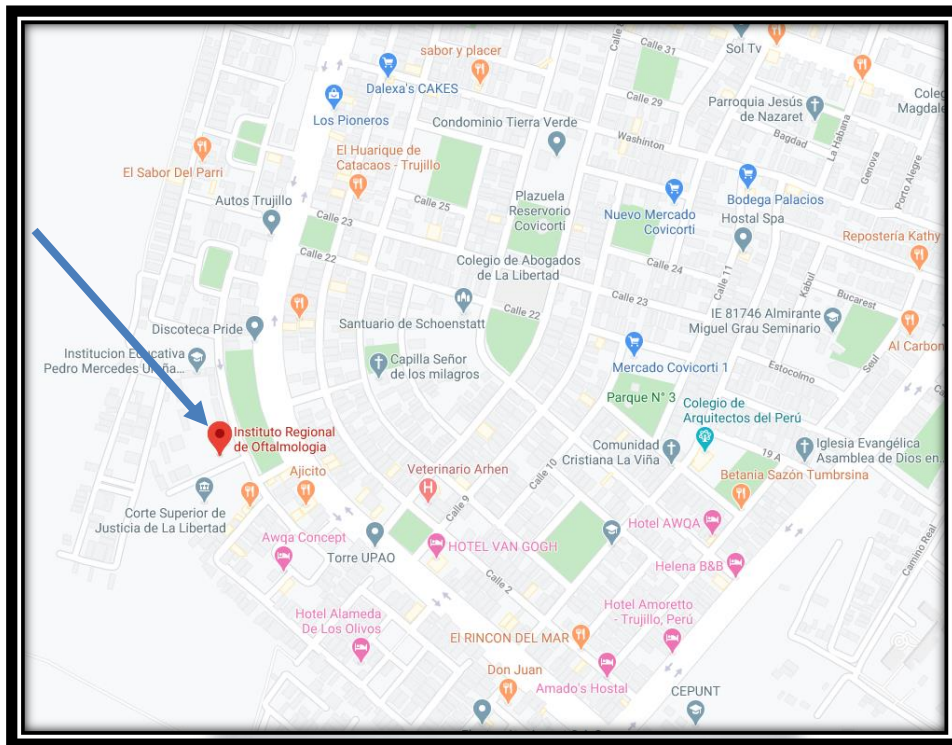 Calle 31
Sol Tv
sabor y placer
Dalexa's CAKES
Calle 29
Parroquia Jesús
de Nazaret
Coleg
Magdale
Los Pioneros
Condominio Tierra Verde
Washinton
Bagdad
La Habana
Genova
Porto Alegre
El Huarique de
Catacaos - Trujillo
El Sabor Del Parri
Autos Trujillo
Calle 25
Plazuela
Reservorio
Covicorti
Nuevo Mercado
Covicorti
Bodega Palacios
Hostal Spa
Calle 23
Calle 22
Colegio de Abogados
de La Libertad
Calle 24
Calle 11
Repostería Kathy
Kabul
Bucarest
Calle 23
Calle 22
Santuario de Schoenstatt
IE 81746 Almirante
Miguel Grau Seminario
Discoteca Pride
Institucion Educativa
Pedro Mercedes
Capilla Señor
de los milagros
Mercado Covicorti 1
Al Carbon
Seul
Estocolmo
Parque N° 3
Colegio de
Arquitectos del Perú
Instituto Regional
de Oftalmologia
Comunidad
Cristiana La Viña
19 A
Iglesia Evangélica
Asamblea de Dios en...
Ajicito
Veterinario Arhen
Calle 10
Betania Sazón Tumbrsina
Corte Superior de
Justicia de La Libertad
Calle 9
Hotel AWQA
Awqa Concept
Torre UPAO
HOTEL VAN GOGH
Helena B&B
Camino Real
Calle 2
Hotel Alameda
De Los Olivos
Hotel Amoretto
- Trujillo, Perú
El RINCON DEL MAR
Don Juan
Amado's Hostal
CEPUNT